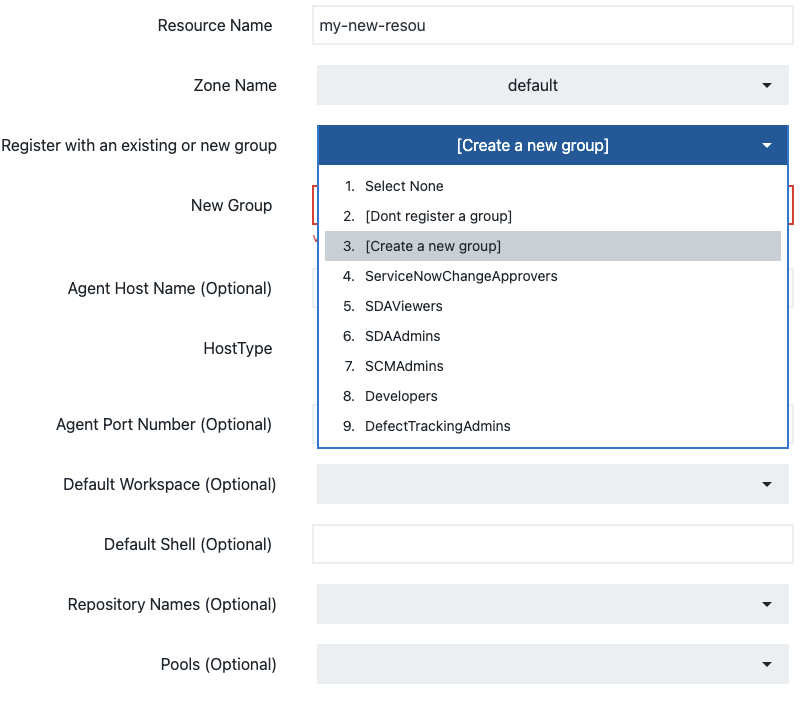 Resource Name my-new-resou
Zone Name default
Register with an existing or new group [Create a new group]
1. Select None
New Group
2. [Dont register a group]
3. [Create a new group]
4. ServiceNowChangeApprovers
Agent Host Name (Optional)
5. SDAViewers
6. SDAAdmins
HostType
7. SCMAdmins
8. Developers
Agent Port Number (Optional)
9. DefectTrackingAdmins
Default Workspace (Optional)
Default Shell (Optional)
Repository Names (Optional)
Pools (Optional)